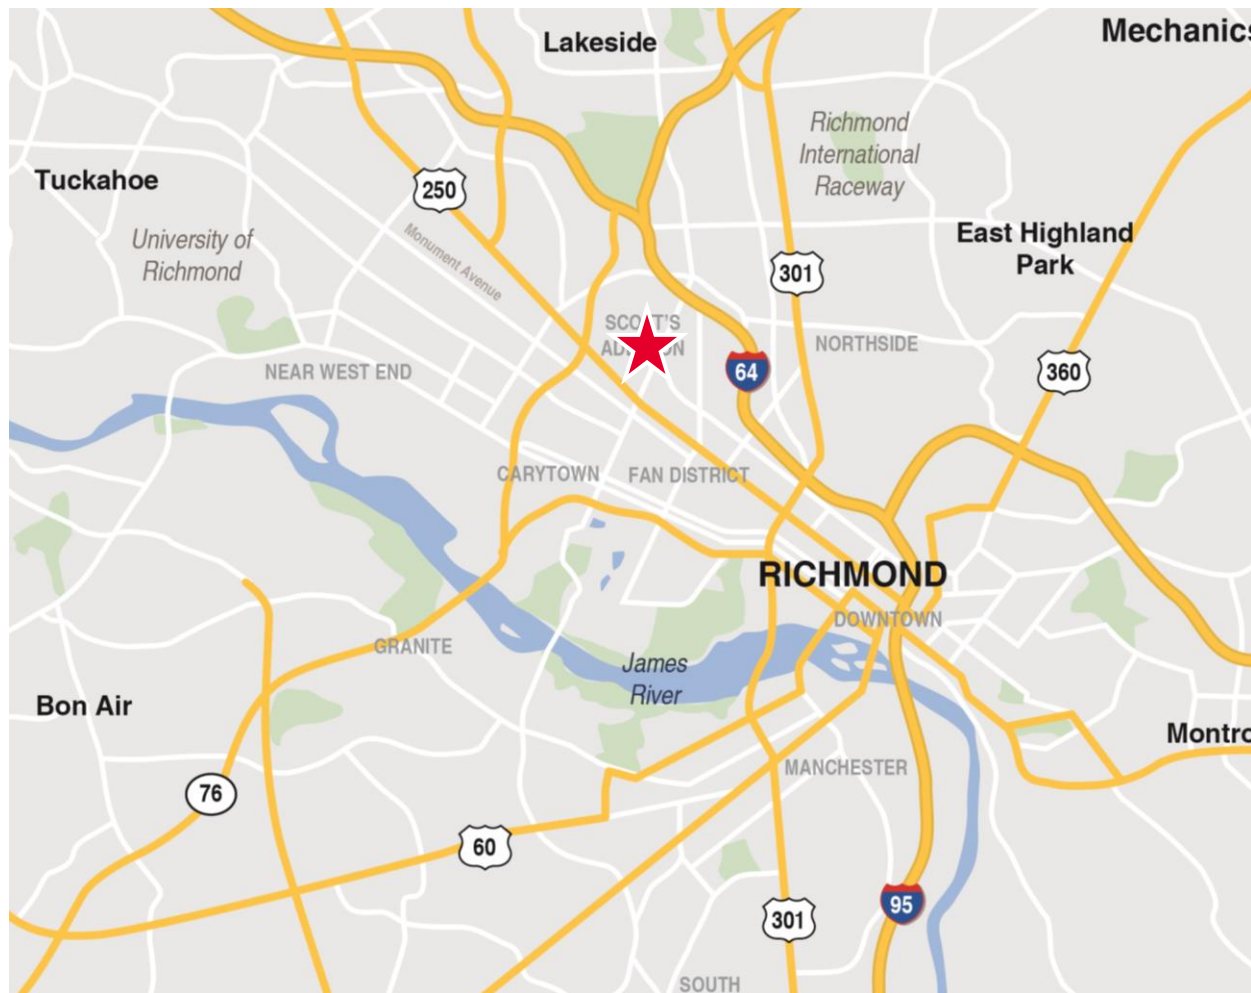 Lakeside
Mechanics
Richmond
International
Raceway
Tuckahoe
250
University of
Richmond
Monument Avenue
East Highland
Park
301
SCOTT'S
64
NORTHSIDE
360
NEAR WEST END
CARYTOWN
FAN DISTRICT
RICHMOND
DOWNTOWN
GRANITE
James
River
Bon Air
Montro
76
MANCHESTER
60
95
301
SOUTH